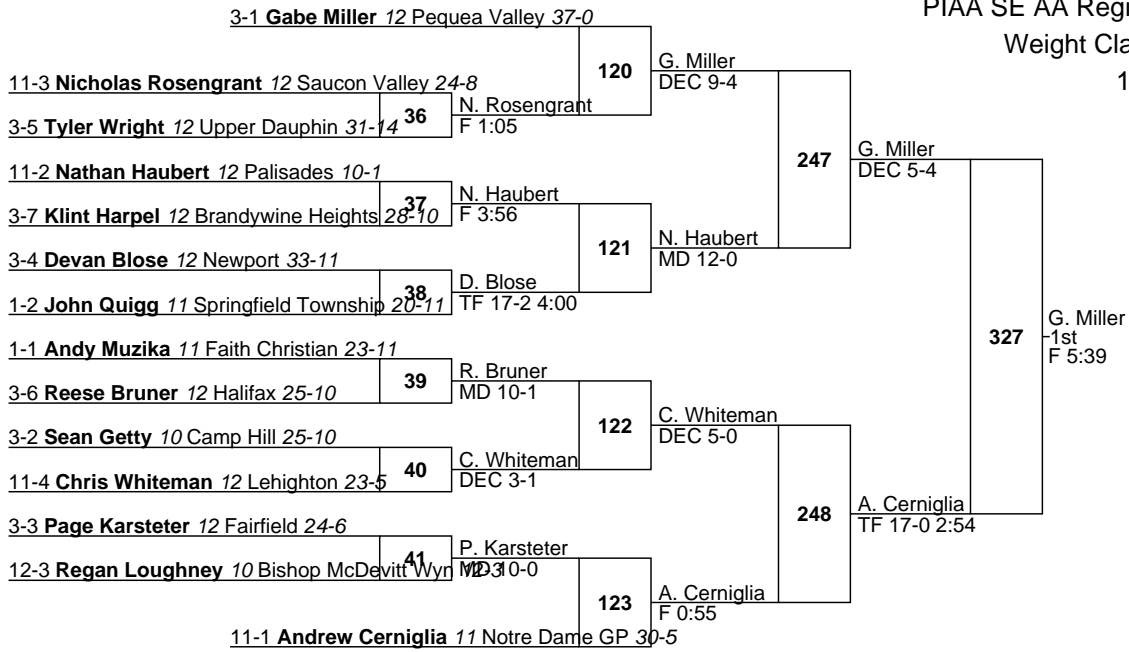 PIAA SE AA Regi
Weight Cla
1
3-1 Gabe Miller 12 Pequea Valley 37-0
120
G. Miller
DEC 9-4
11-3 Nicholas Rosengrant 12 Saucon Valley 24-8
36
N. Rosengrant
F 1:05
3-5 Tyler Wright 12 Upper Dauphin 31-14
247
G. Miller
DEC 5-4
11-2 Nathan Haubert 12 Palisades 10-1
37
N. Haubert
F 3:56
3-7 Klint Harpel 12 Brandywine Heights 28-10
121
N. Haubert
MD 12-0
3-4 Devan Blose 12 Newport 33-11
38
D. Blose
TF 17-2 4:00
1-2 John Quigg 11 Springfield Township 20-11
327
G. Miller
1st
F 5:39
1-1 Andy Muzika 11 Faith Christian 23-11
39
R. Bruner
MD 10-1
3-6 Reese Bruner 12 Halifax 25-10
122
C. Whiteman
DEC 5-0
3-2 Sean Getty 10 Camp Hill 25-10
40
C. Whiteman
DEC 3-1
11-4 Chris Whiteman 12 Lehighton 23-5
248
A. Cerniglia
TF 17-0 2:54
3-3 Page Karsteter 12 Fairfield 24-6
41
P. Karsteter
MD 10-0
12-3 Regan Loughney 10 Bishop McDevitt Wyn 12-3
123
A. Cerniglia
F 0:55
11-1 Andrew Cerniglia 11 Notre Dame GP 30-5